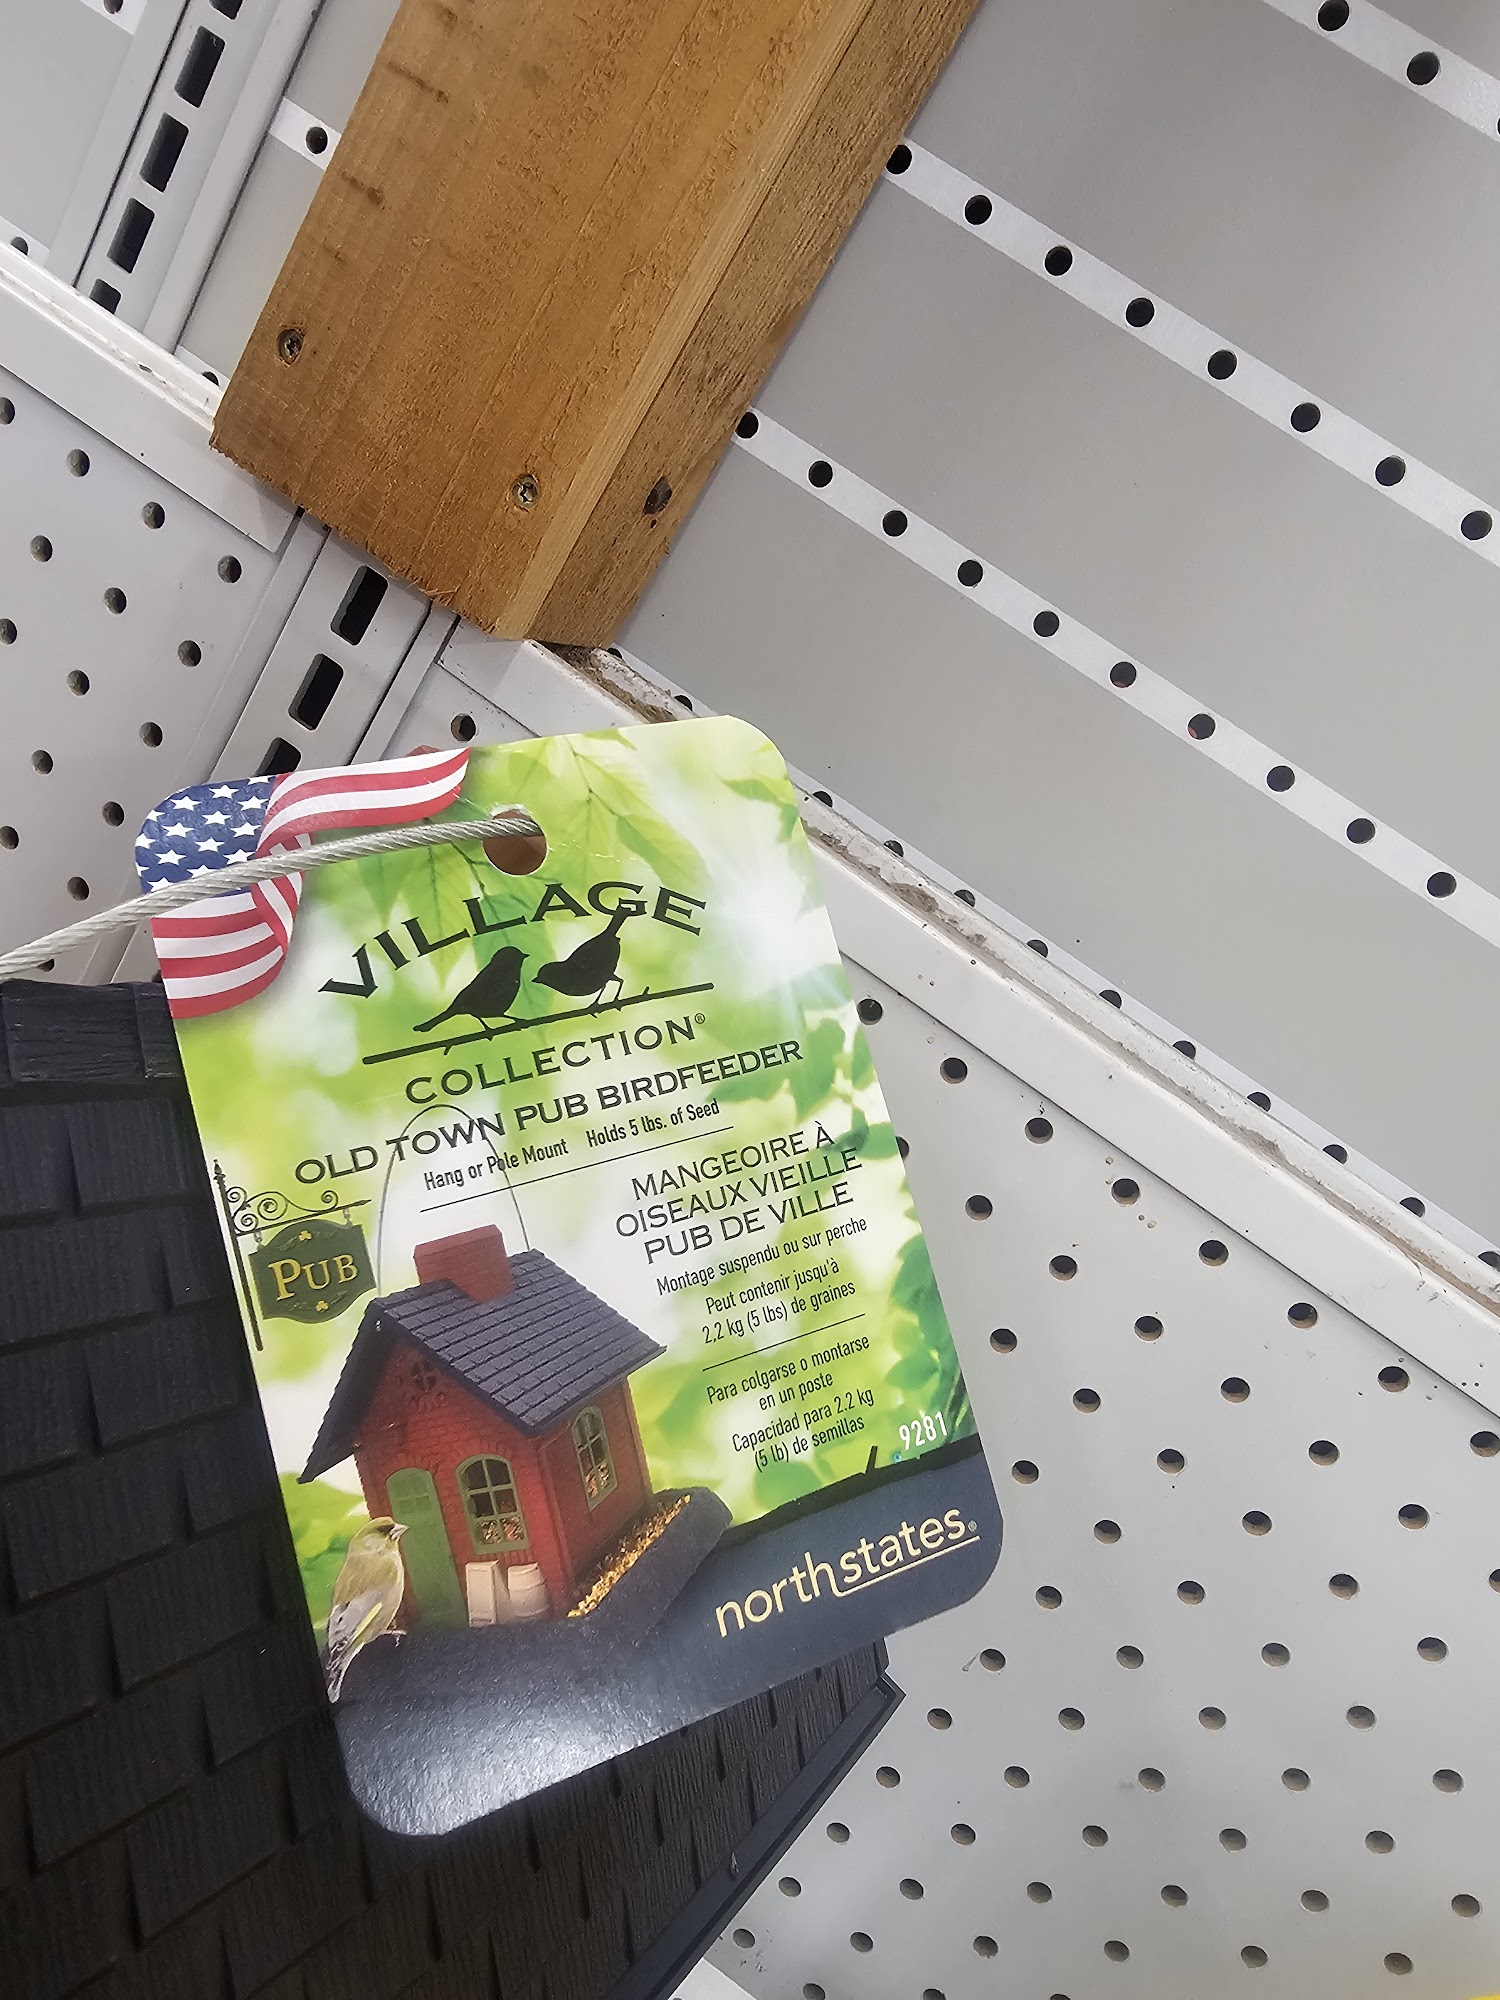 VILLAGE
COLLECTION®
OLD TOWN PUB BIRDFEEDER
Hang or Pole Mount Holds 5 lbs. of Seed
MANGEOIRE À
OISEAUX VIEILLE
PUB DE VILLE
Montage suspendu ou sur perche
Peut contenir jusqu'à
2,2 kg (5 lbs) de graines
Para colgarse o montarse
en un poste
Capacidad para 2.2 kg
(5 lb) de semillas
PUB
9281
northstates®